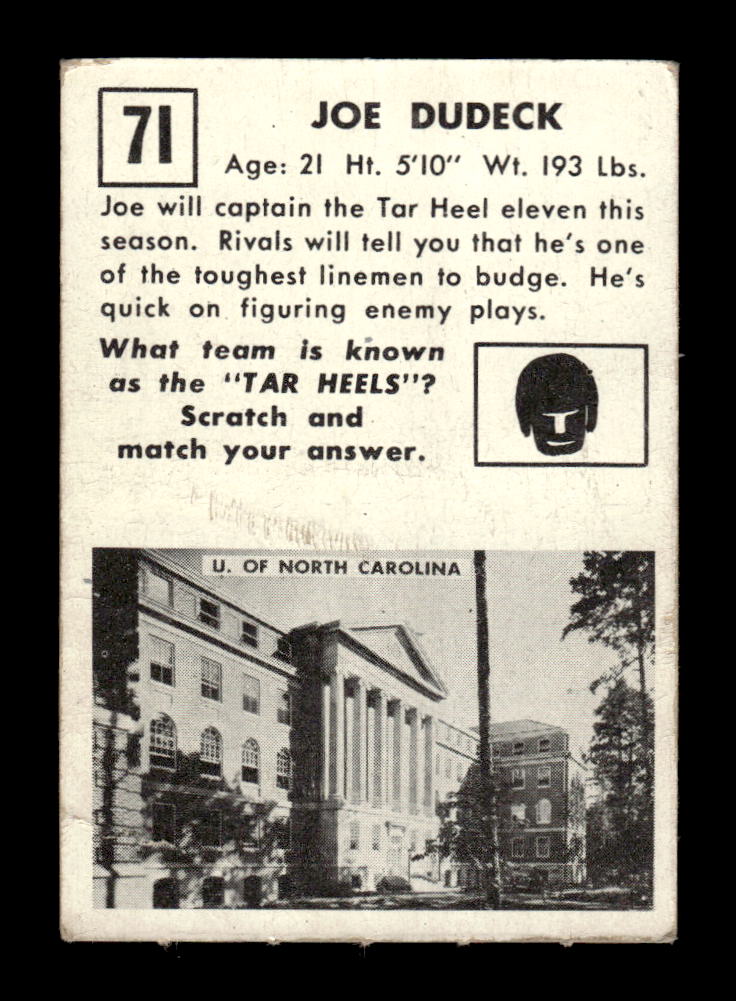 71
JOE DUDECK
Age: 21 Ht. 5'10" Wt. 193 Lbs.
Joe will captain the Tar Heel eleven this
season. Rivals will tell you that he's one
of the toughest linemen to budge. He's
quick on figuring enemy plays.
What team is known
as the "TAR HEELS"?
Scratch and
match your answer.
U. OF NORTH CAROLINA